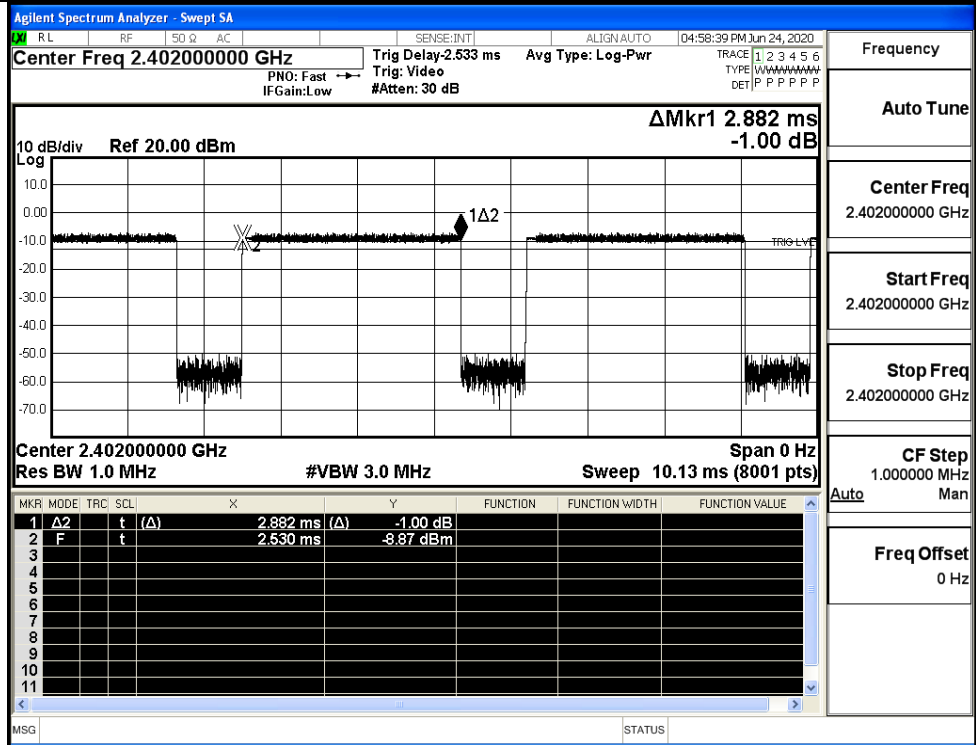 Agilent Spectrum Analyzer - Swept SA
RL RF 50 Ω AC SENSE:INT ALIGNAUTO 04:58:39 PM Jun 24, 2020
Center Freq 2.402000000 GHz Trig Delay-2.533 ms Avg Type: Log-Pwr TRACE 1 2 3 4 5 6
PNO: Fast Trig: Video TYPE WWWWWW
IFGain:Low #Atten: 30 dB DET P P P P P P
ΔMkr1 2.882 ms
-1.00 dB
10 dB/div Ref 20.00 dBm
Log
10.0
0.00
-10.0
-20.0
-30.0
-40.0
-50.0
-60.0
-70.0
1Δ2
2
TRIG LVL
Center 2.402000000 GHz Span 0 Hz
Res BW 1.0 MHz #VBW 3.0 MHz Sweep 10.13 ms (8001 pts)
MKR MODE TRC SCL X Y FUNCTION FUNCTION WIDTH FUNCTION VALUE
1 Δ2 t (Δ) 2.882 ms (Δ) -1.00 dB
2 F t 2.530 ms -8.87 dBm
3
4
5
6
7
8
9
10
11
MSG STATUS
Frequency
Auto Tune
Center Freq
2.402000000 GHz
Start Freq
2.402000000 GHz
Stop Freq
2.402000000 GHz
CF Step
1.000000 MHz
Auto Man
Freq Offset
0 Hz